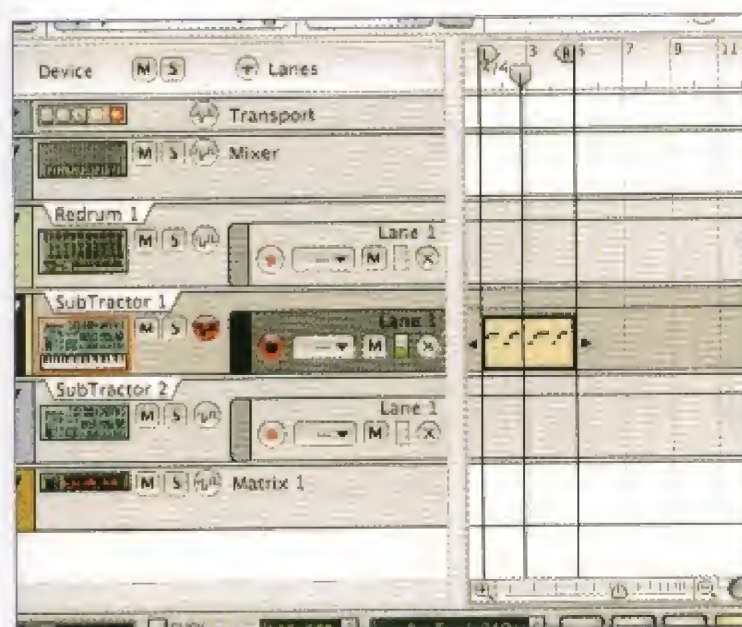 Device M S + Lanes
L 3 R 5 7 9 11
Transport
M S Mixer
Redrum 1
M S Lane 1
M
SubTractor 1
M S Lane 1
M
SubTractor 2
M S Lane 1
M
M S Matrix 1